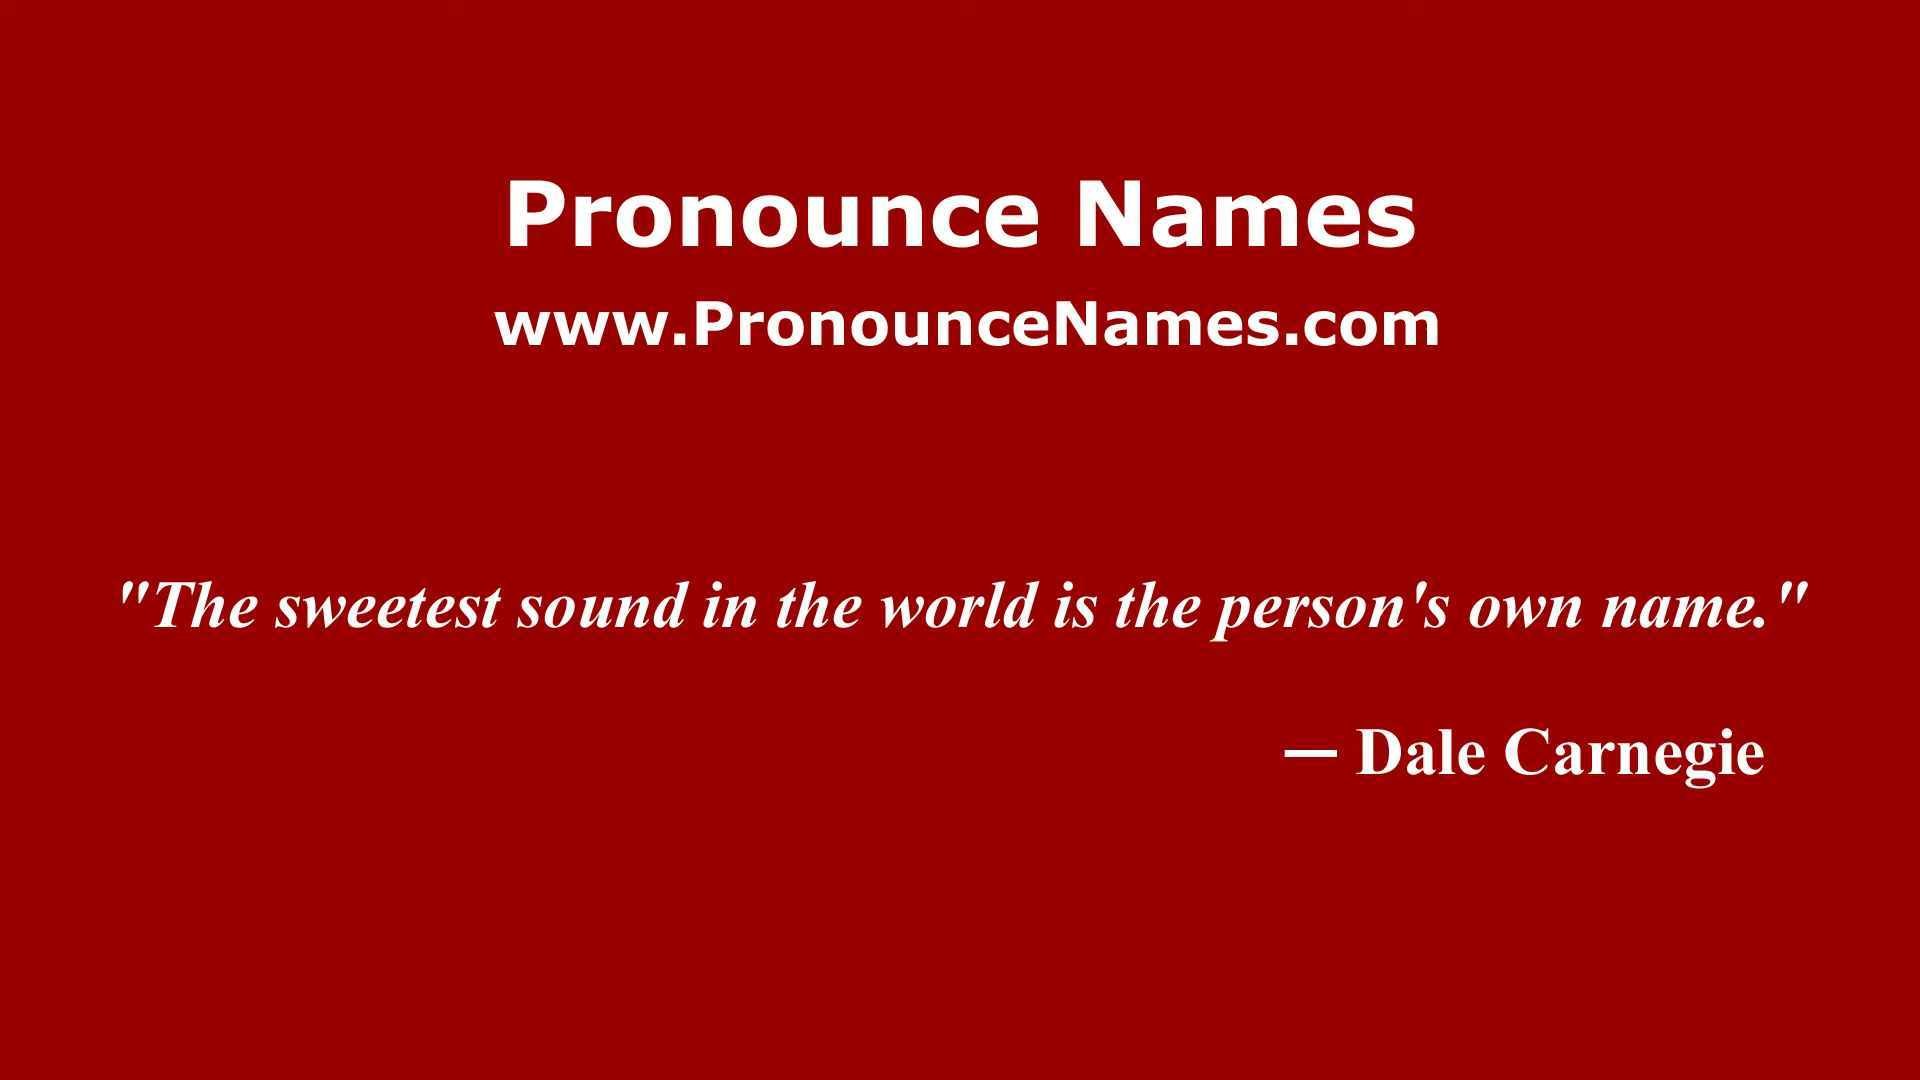 Pronounce Names
www.PronounceNames.com
"The sweetest sound in the world is the person's own name."
— Dale Carnegie